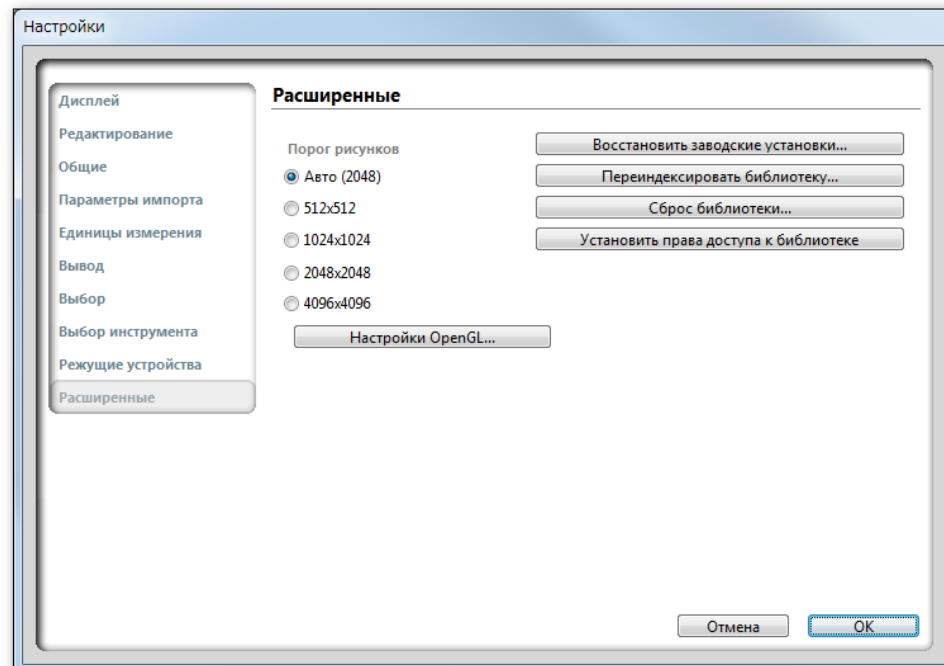 Настройки
Дисплей
Редактирование
Общие
Параметры импорта
Единицы измерения
Вывод
Выбор
Выбор инструмента
Режущие устройства
Расширенные
Расширенные
Порог рисунков
Авто (2048)
512x512
1024x1024
2048x2048
4096x4096
Настройки OpenGL...
Восстановить заводские установки...
Переиндексировать библиотеку...
Сброс библиотеки...
Установить права доступа к библиотеке
Отмена
OK